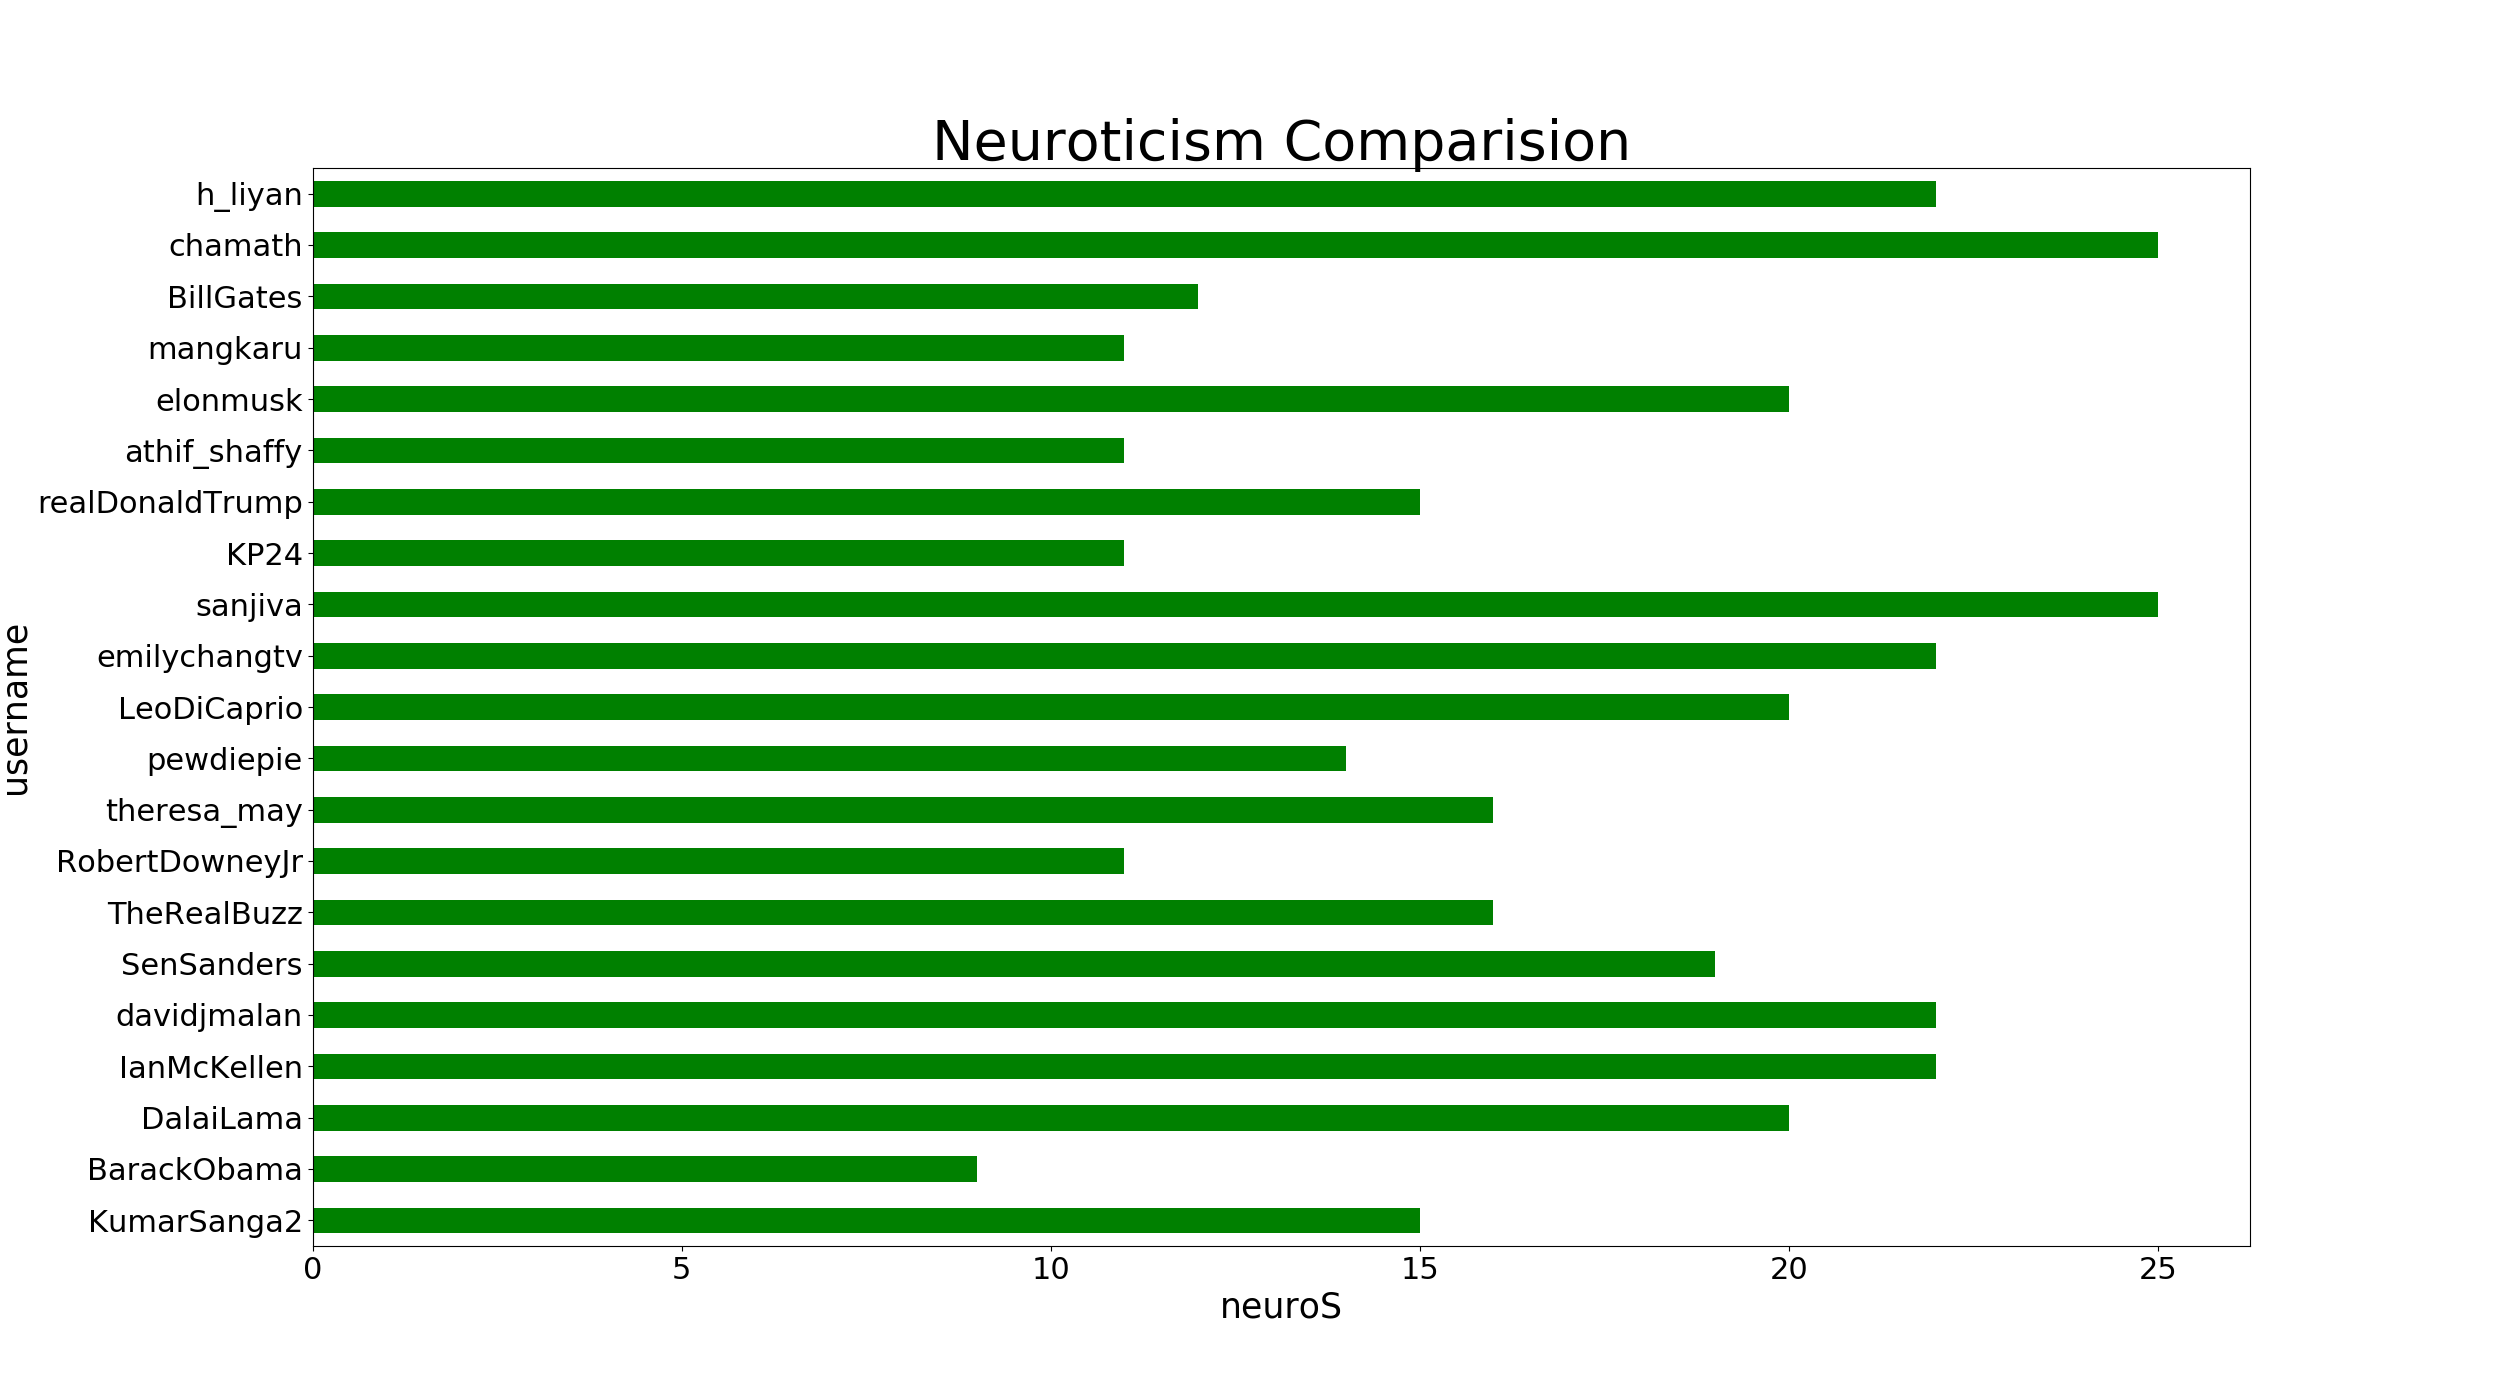 Neuroticism Comparision
h_liyan
chamath
BillGates
mangkaru
elonmusk
athif_shaffy
realDonaldTrump
KP24
sanjiva
emilychangtv
LeoDiCaprio
pewdiepie
theresa_may
RobertDowneyJr
TheRealBuzz
SenSanders
davidjmalan
IanMcKellen
DalaiLama
BarackObama
KumarSanga2
username
0 5 10 15 20 25
neuroS